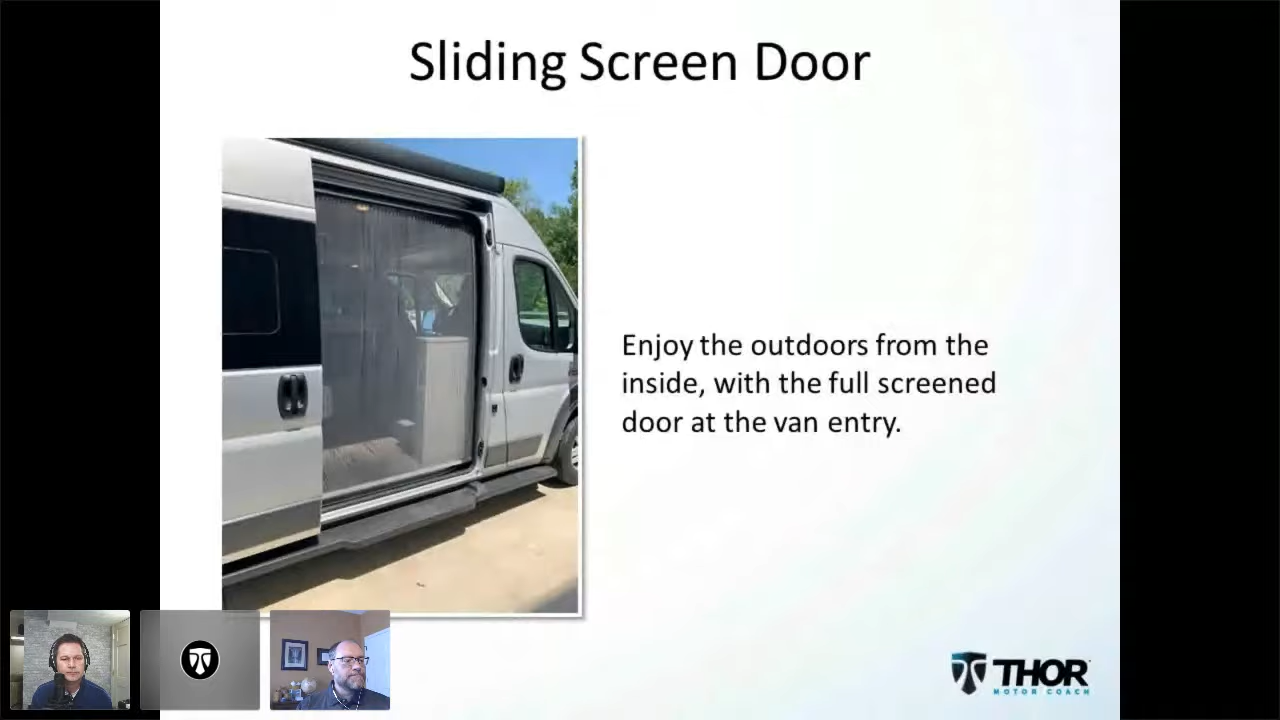 Sliding Screen Door
Enjoy the outdoors from the
inside, with the full screened
door at the van entry.
THOR
MOTOR COACH